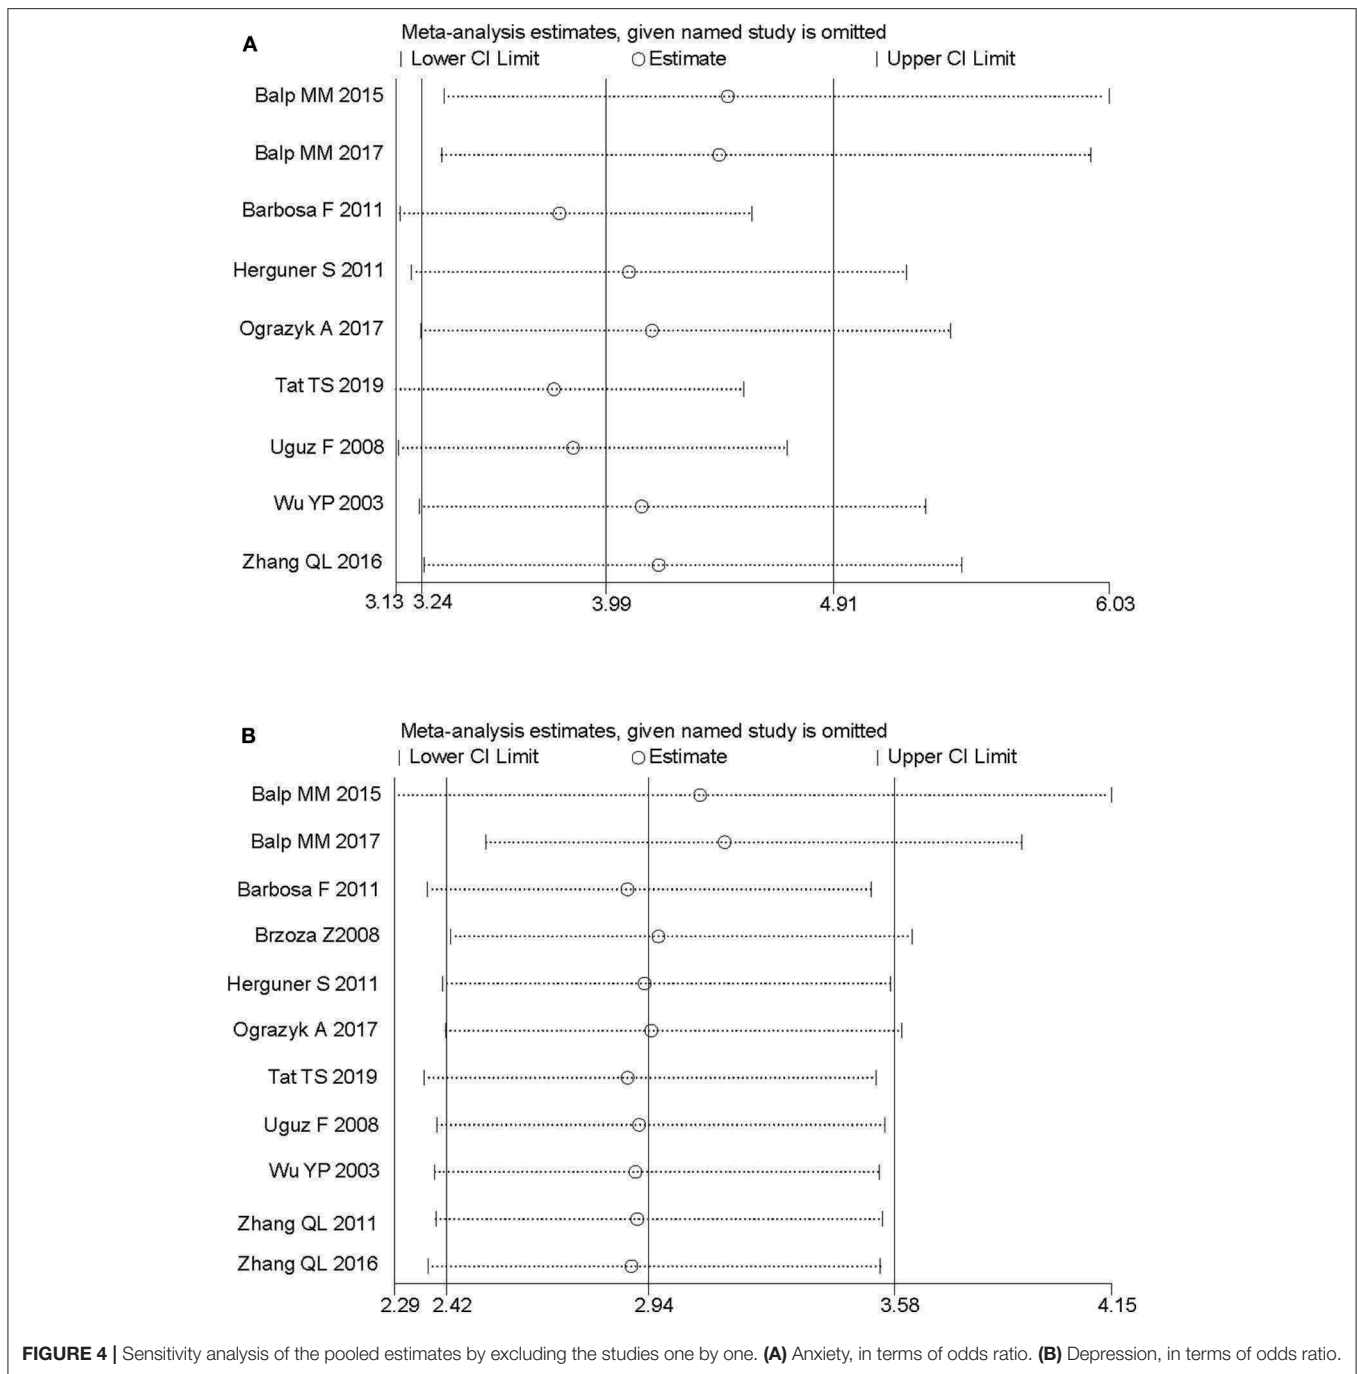 A
Meta-analysis estimates, given named study is omitted
| Lower CI Limit ○ Estimate | Upper CI Limit
Balp MM 2015
Balp MM 2017
Barbosa F 2011
Herguner S 2011
Ograzyk A 2017
Tat TS 2019
Uguz F 2008
Wu YP 2003
Zhang QL 2016
3.13 3.24 3.99 4.91 6.03
B
Meta-analysis estimates, given named study is omitted
| Lower CI Limit ○ Estimate | Upper CI Limit
Balp MM 2015
Balp MM 2017
Barbosa F 2011
Brzoza Z2008
Herguner S 2011
Ograzyk A 2017
Tat TS 2019
Uguz F 2008
Wu YP 2003
Zhang QL 2011
Zhang QL 2016
2.29 2.42 2.94 3.58 4.15
FIGURE 4 | Sensitivity analysis of the pooled estimates by excluding the studies one by one. (A) Anxiety, in terms of odds ratio. (B) Depression, in terms of odds ratio.